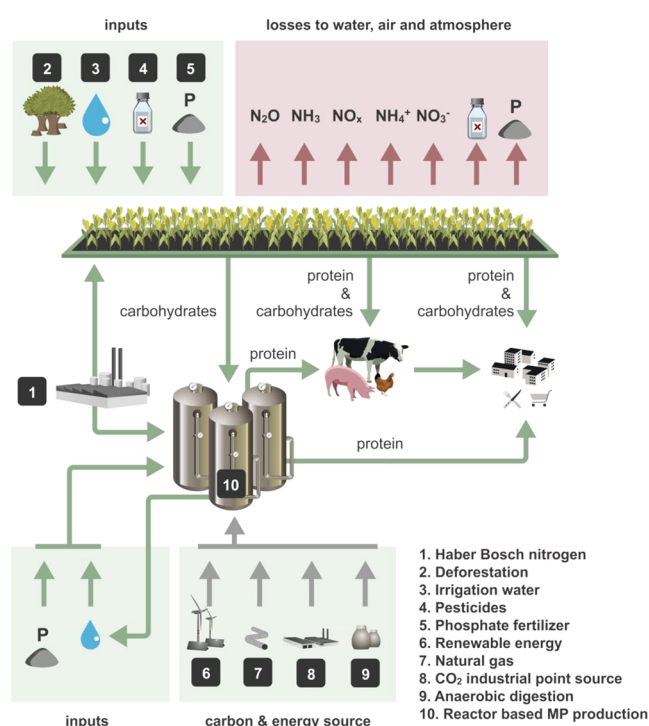 inputs
losses to water, air and atmosphere
2 3 4 5
P
N₂O NH₃ NOₓ NH₄⁺ NO₃⁻ P
carbohydrates
protein
&
carbohydrates
protein
&
carbohydrates
protein
1
protein
10
P
6 7 8 9
inputs
carbon & energy source
1. Haber Bosch nitrogen
2. Deforestation
3. Irrigation water
4. Pesticides
5. Phosphate fertilizer
6. Renewable energy
7. Natural gas
8. CO₂ industrial point source
9. Anaerobic digestion
10. Reactor based MP production